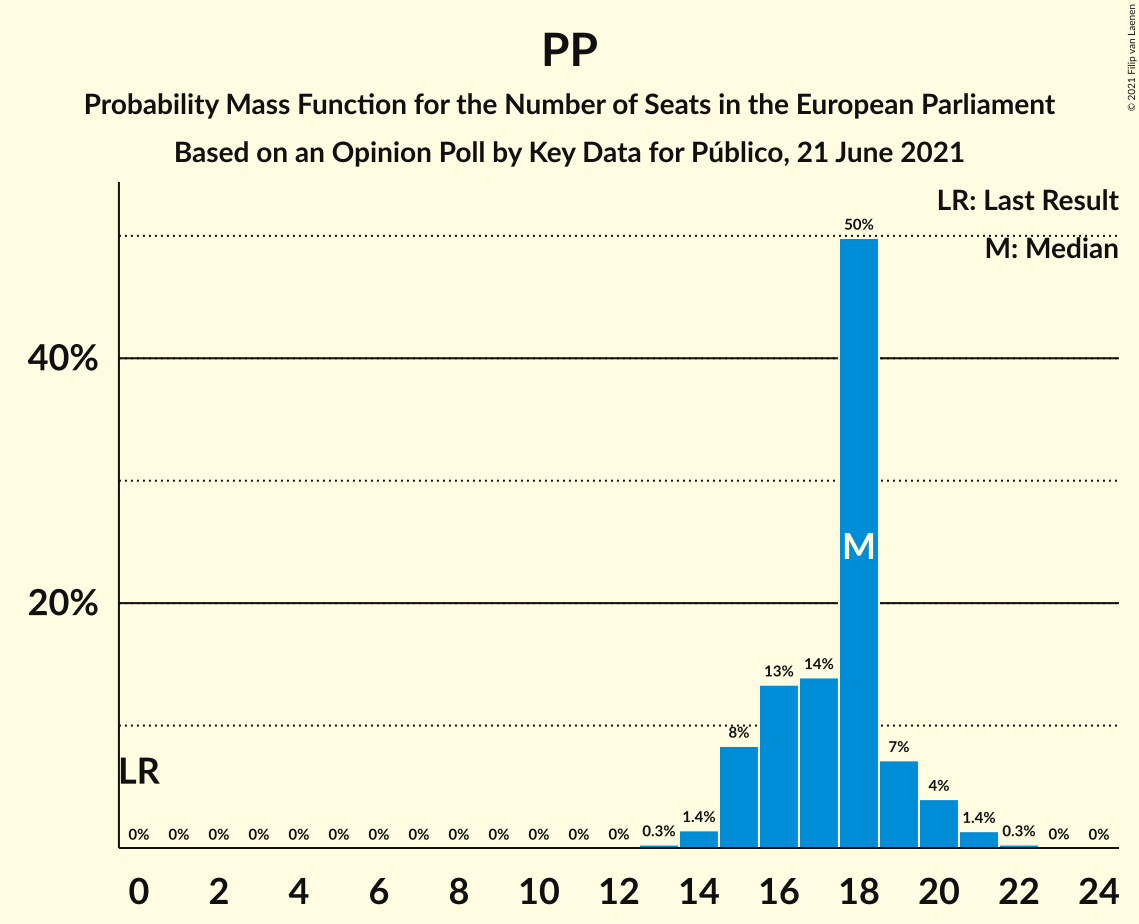 PP
Probability Mass Function for the Number of Seats in the European Parliament
Based on an Opinion Poll by Key Data for Público, 21 June 2021
© 2021 Filip van Laenen
LR: Last Result
M: Median
40%
20%
LR
M
0% 0% 0% 0% 0% 0% 0% 0% 0% 0% 0% 0% 0% 0.3% 1.4% 8% 13% 14% 50% 7% 4% 1.4% 0.3% 0% 0%
0 2 4 6 8 10 12 14 16 18 20 22 24